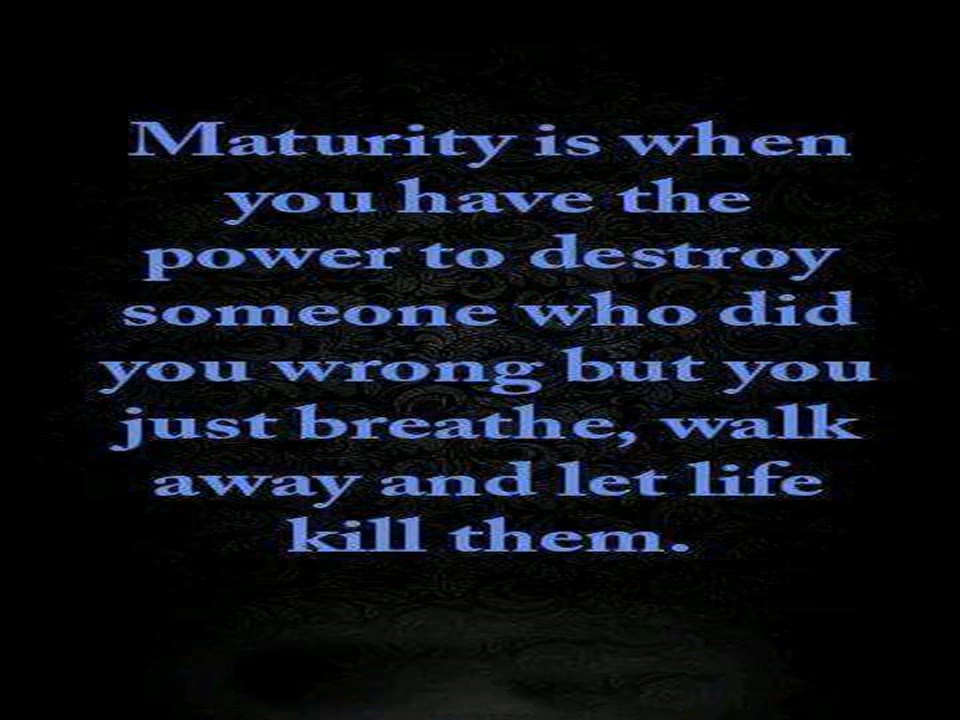 Maturity is when
you have the
power to destroy
someone who did
you wrong but you
just breathe, walk
away and let life
kill them.